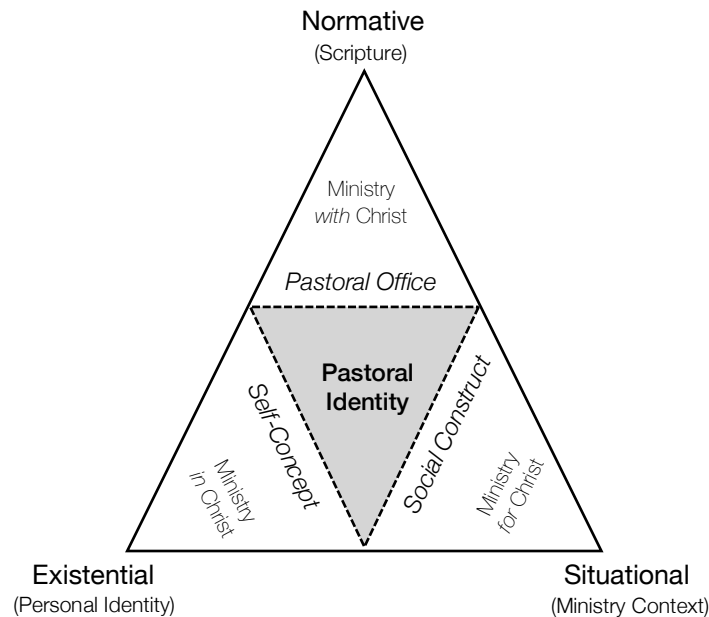 Normative
(Scripture)
Ministry
with Christ
Pastoral Office
Pastoral
Identity
Self-Concept
Social Construct
Ministry
in Christ
Ministry
for Christ
Existential
(Personal Identity)
Situational
(Ministry Context)